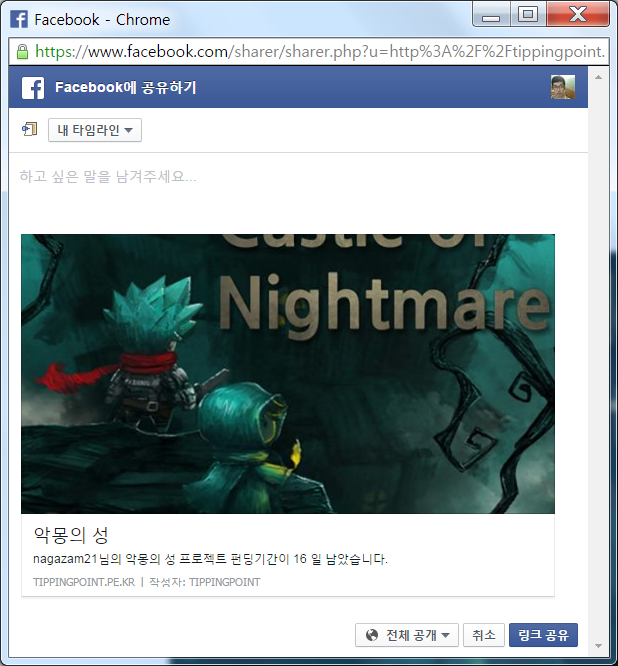 Facebook - Chrome
https://www.facebook.com/sharer/sharer.php?u=http%3A%2F%2Ftippingpoint.
Facebook에 공유하기
내 타임라인
하고 싶은 말을 남겨주세요...
Castle of
Nightmare
악몽의 성
nagazam21님의 악몽의 성 프로젝트 펀딩기간이 16 일 남았습니다.
TIPPINGPOINT.PE.KR | 작성자: TIPPINGPOINT
전체 공개 취소 링크 공유